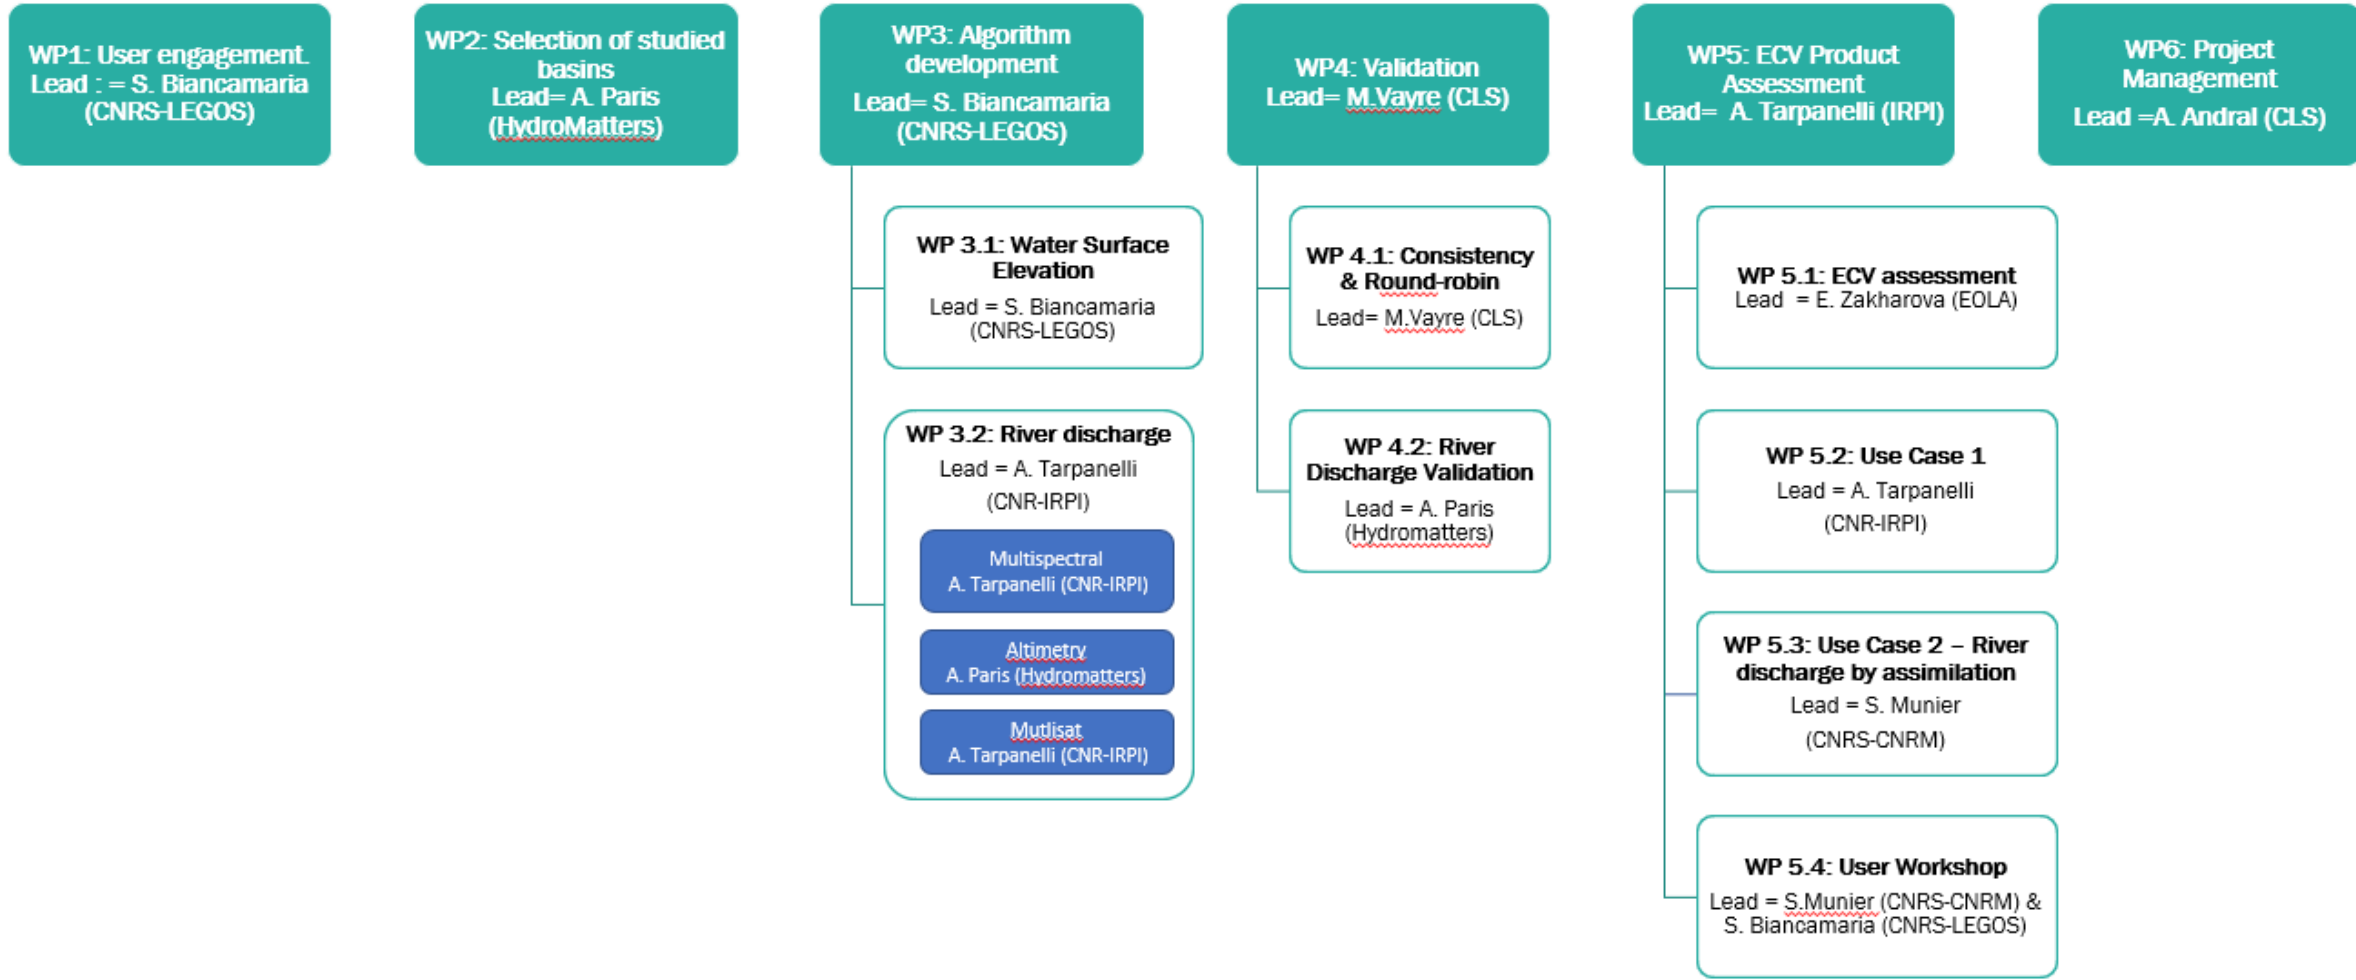 WP1: User engagement.
Lead : = S. Biancamaria
(CNRS-LEGOS)
WP2: Selection of studied
basins
Lead= A. Paris
(HydroMatters)
WP3: Algorithm
development
Lead= S. Biancamaria
(CNRS-LEGOS)
WP4: Validation
Lead= M.Vayre (CLS)
WP5: ECV Product
Assessment
Lead= A. Tarpanelli (IRPI)
WP6: Project
Management
Lead =A. Andral (CLS)
WP 3.1: Water Surface
Elevation
Lead = S. Biancamaria
(CNRS-LEGOS)
WP 3.2: River discharge
Lead = A. Tarpanelli
(CNR-IRPI)
Multispectral
A. Tarpanelli (CNR-IRPI)
Altimetry
A. Paris (Hydromatters)
Mutlisat
A. Tarpanelli (CNR-IRPI)
WP 4.1: Consistency
& Round-robin
Lead= M.Vayre (CLS)
WP 4.2: River
Discharge Validation
Lead = A. Paris
(Hydromatters)
WP 5.1: ECV assessment
Lead = E. Zakharova (EOLA)
WP 5.2: Use Case 1
Lead = A. Tarpanelli
(CNR-IRPI)
WP 5.3: Use Case 2 – River
discharge by assimilation
Lead = S. Munier
(CNRS-CNRM)
WP 5.4: User Workshop
Lead = S.Munier (CNRS-CNRM) &
S. Biancamaria (CNRS-LEGOS)